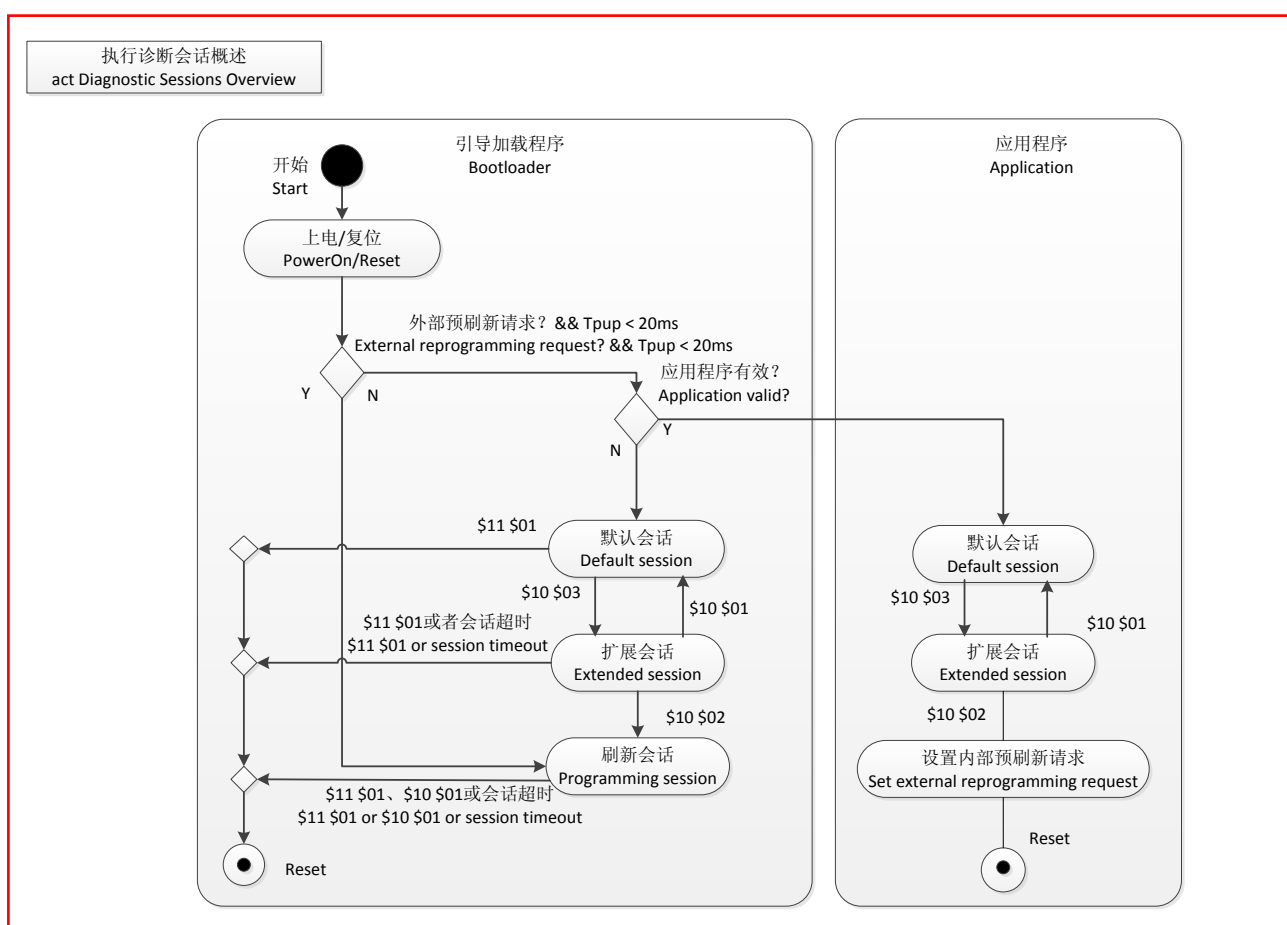 执行诊断会话概述
act Diagnostic Sessions Overview
引导加载程序
Bootloader
应用程序
Application
开始
Start
上电/复位
PowerOn/Reset
外部预刷新请求？&& Tpup < 20ms
External reprogramming request? && Tpup < 20ms
Y
N
应用程序有效？
Application valid?
Y
N
$11 $01
默认会话
Default session
$10 $03
$10 $01
$11 $01或者会话超时
$11 $01 or session timeout
扩展会话
Extended session
$10 $02
刷新会话
Programming session
$11 $01、$10 $01或会话超时
$11 $01 or $10 $01 or session timeout
Reset
默认会话
Default session
$10 $03
$10 $01
扩展会话
Extended session
$10 $02
设置内部预刷新请求
Set external reprogramming request
Reset